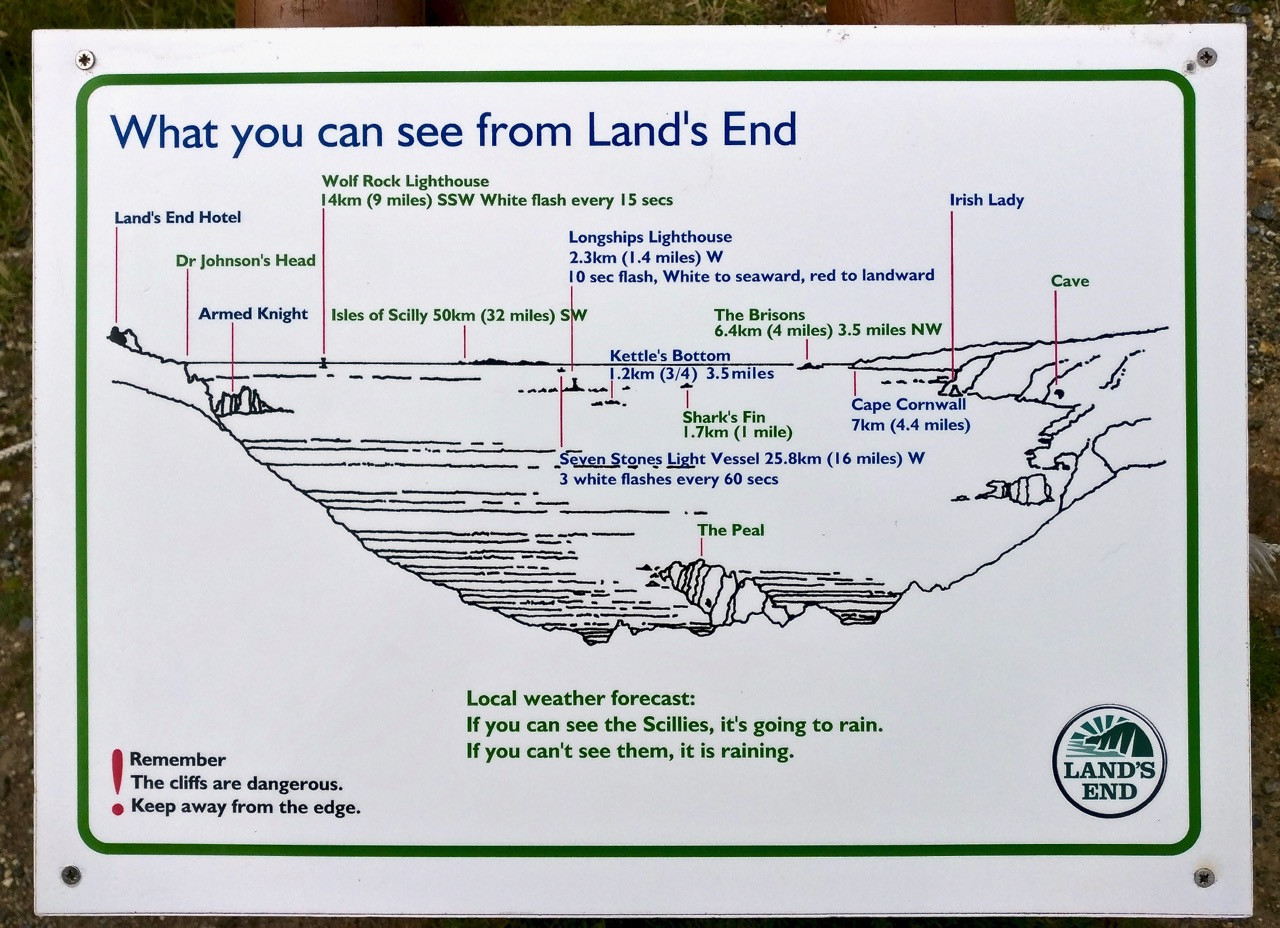 What you can see from Land's End
Wolf Rock Lighthouse
14km (9 miles) SSW White flash every 15 secs
Land's End Hotel
Irish Lady
Longships Lighthouse
2.3km (1.4 miles) W
10 sec flash, White to seaward, red to landward
Dr Johnson's Head
Cave
Armed Knight
Isles of Scilly 50km (32 miles) SW
The Brisons
6.4km (4 miles) 3.5 miles NW
Kettle's Bottom
1.2km (3/4) 3.5miles
Shark's Fin
1.7km (1 mile)
Cape Cornwall
7km (4.4 miles)
Seven Stones Light Vessel 25.8km (16 miles) W
3 white flashes every 60 secs
The Peal
Local weather forecast:
If you can see the Scillies, it's going to rain.
If you can't see them, it is raining.
Remember
The cliffs are dangerous.
Keep away from the edge.
LAND'S
END